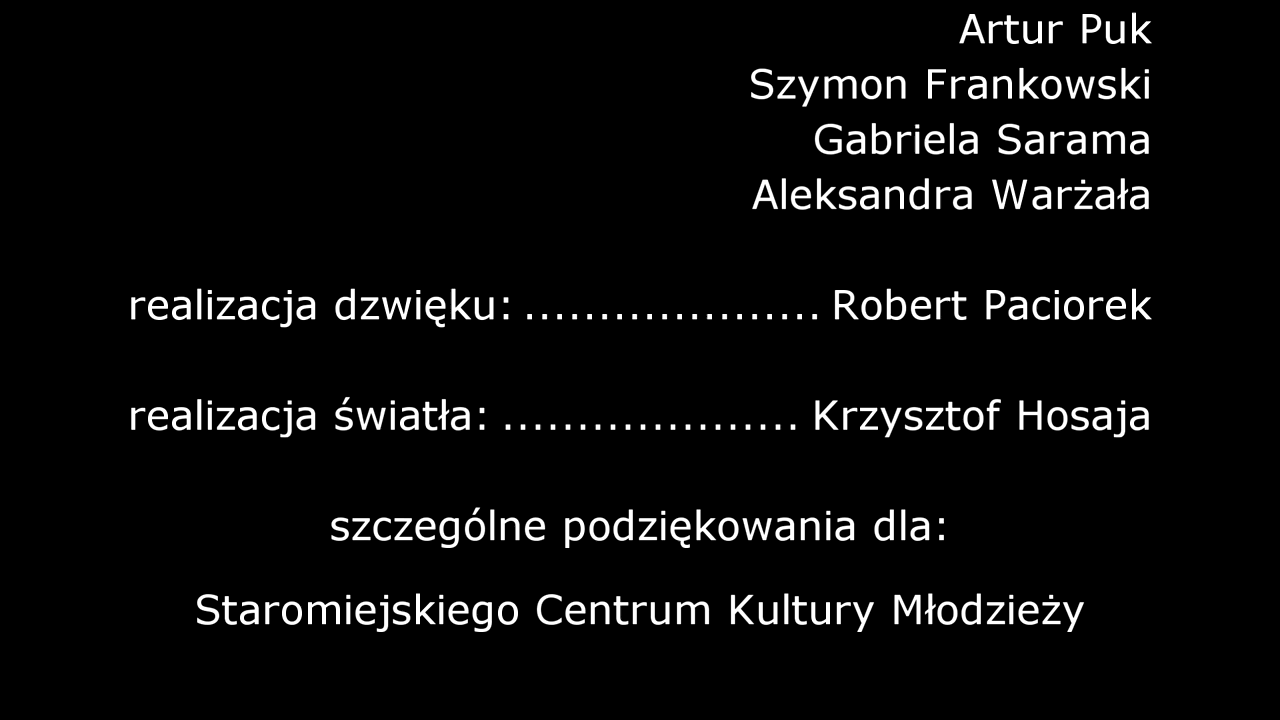 Artur Puk
Szymon Frankowski
Gabriela Sarama
Aleksandra Warżała
realizacja dzwięku: .................... Robert Paciorek
realizacja światła: .................... Krzysztof Hosaja
szczególne podziękowania dla:
Staromiejskiego Centrum Kultury Młodzieży